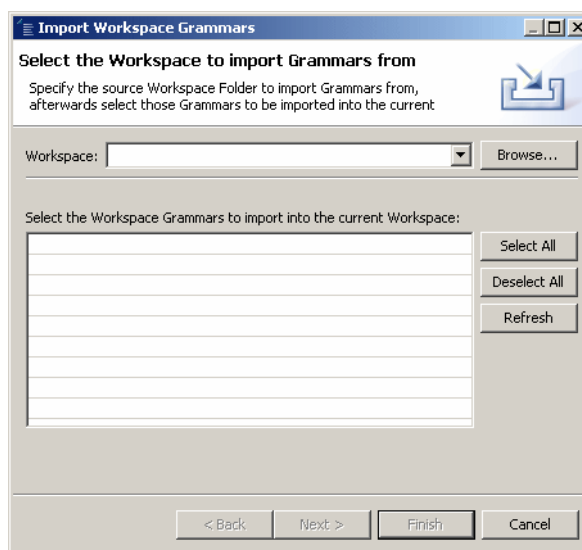 Import Workspace Grammars
Select the Workspace to import Grammars from
Specify the source Workspace Folder to import Grammars from,
afterwards select those Grammars to be imported into the current
Workspace:
Browse...
Select the Workspace Grammars to import into the current Workspace:
Select All
Deselect All
Refresh
< Back
Next >
Finish
Cancel